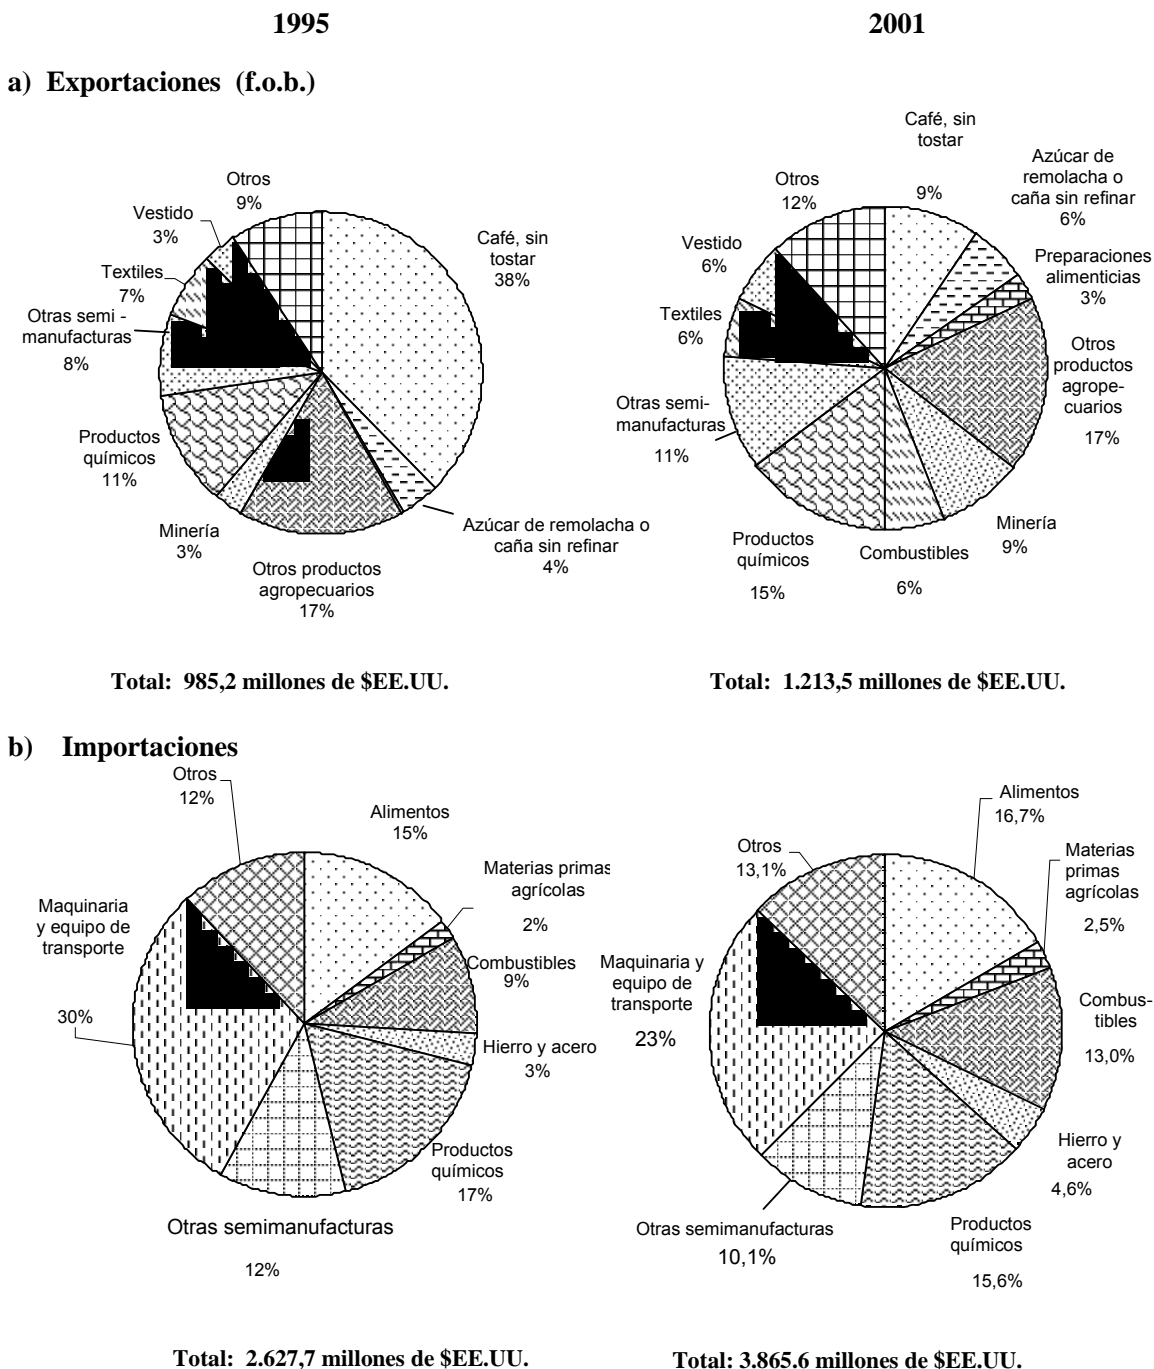 1995
2001
a) Exportaciones (f.o.b.)
Otros
9%
Vestido
3%
Textiles
7%
Otras semi -
manufacturas
8%
Productos
químicos
11%
Minería
3%
Otros productos
agropecuarios
17%
Azúcar de remolacha o
caña sin refinar
4%
Café, sin
tostar
38%
Café, sin
tostar
9%
Azúcar de
remolacha o
caña sin refinar
6%
Preparaciones
alimenticias
3%
Otros
productos
agrope-
cuarios
17%
Minería
9%
Combustibles
6%
Productos
químicos
15%
Otras semi-
manufacturas
11%
Textiles
6%
Vestido
6%
Otros
12%
Total: 985,2 millones de $EE.UU.
Total: 1.213,5 millones de $EE.UU.
b) Importaciones
Otros
12%
Alimentos
15%
Materias primas
agrícolas
2%
Combustibles
9%
Hierro y acero
3%
Productos
químicos
17%
Otras semimanufacturas
12%
Maquinaria
y equipo de
transporte
30%
Alimentos
16,7%
Materias
primas
agrícolas
2,5%
Combus-
tibles
13,0%
Hierro y
acero
4,6%
Productos
químicos
15,6%
Otras semimanufacturas
10,1%
Maquinaria y
equipo de
transporte
23%
Otros
13,1%
Total: 2.627,7 millones de $EE.UU.
Total: 3.865.6 millones de $EE.UU.